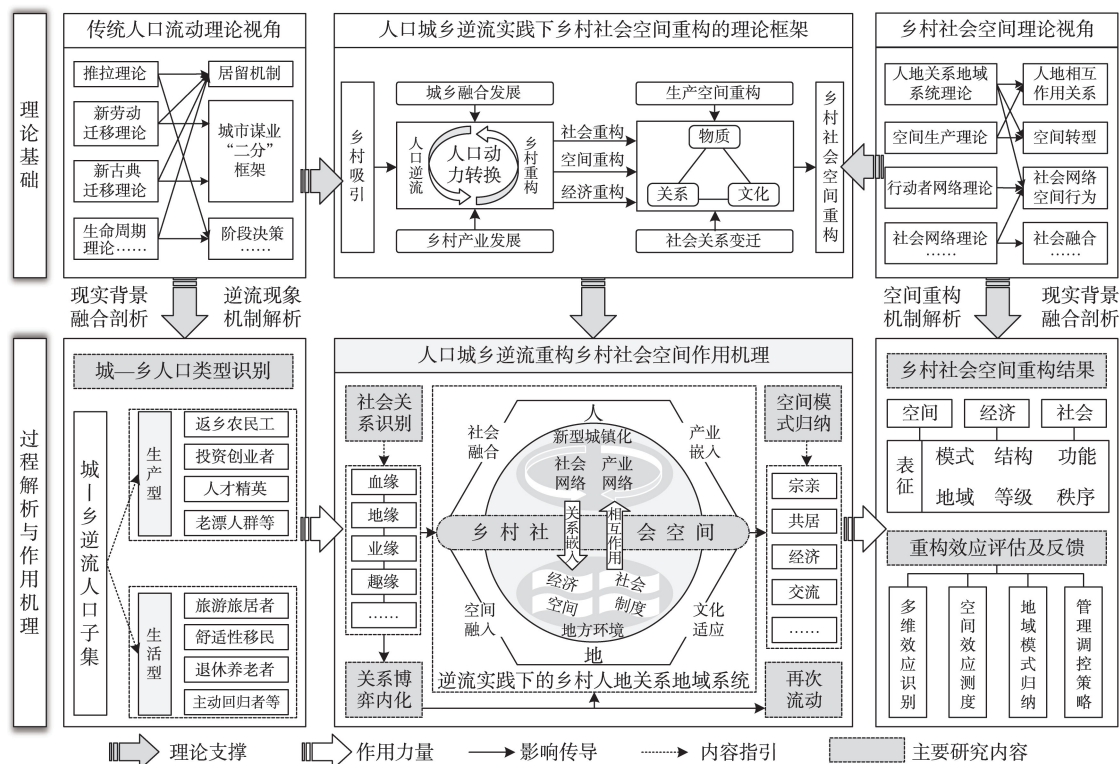 理论基础
传统人口流动理论视角
推拉理论
新劳动
迁移理论
新古典
迁移理论
生命周期
理论……
居留机制
城市谋业
“二分”
框架
阶段决策
……
人口城乡逆流实践下乡村社会空间重构的理论框架
乡村吸引
城乡融合发展
人口逆流
人口动
力转换
乡村重构
乡村产业发展
社会重构
空间重构
经济重构
生产空间重构
物质
关系
文化
社会关系变迁
乡村社会空间重构
乡村社会空间理论视角
人地关系地域
系统理论
空间生产理论
行动者网络理论
社会网络理论
……
人地相互
作用关系
空间转型
社会网络
空间行为
社会融合
……
现实背景
融合剖析
逆流现象
机制解析
空间重构
机制解析
现实背景
融合剖析
过程解析与作用机理
城—乡人口类型识别
城—乡逆流人口子集
生产型
返乡农民工
投资创业者
人才精英
老漂人群等
生活型
旅游旅居者
舒适性移民
退休养老者
主动回归者等
人口城乡逆流重构乡村社会空间作用机理
社会关
系识别
血缘
地缘
业缘
趣缘
……
关系博
弈内化
人
社会
融合
产业
嵌入
新型城镇化
社会
网络
产业
网络
乡村社
会空间
关系嵌入
相互作用
经济
空间
社会
制度
空间
融入
文化
适应
地方环境
地
逆流实践下的乡村人地关系地域系统
空间模
式归纳
宗亲
共居
经济
交流
……
再次
流动
乡村社会空间重构结果
空间
经济
社会
表征
模式 结构 功能
地域 等级 秩序
重构效应评估及反馈
多维效应识别
空间效应测度
地域模式归纳
管理调控策略
理论支撑
作用力量
影响传导
内容指引
主要研究内容